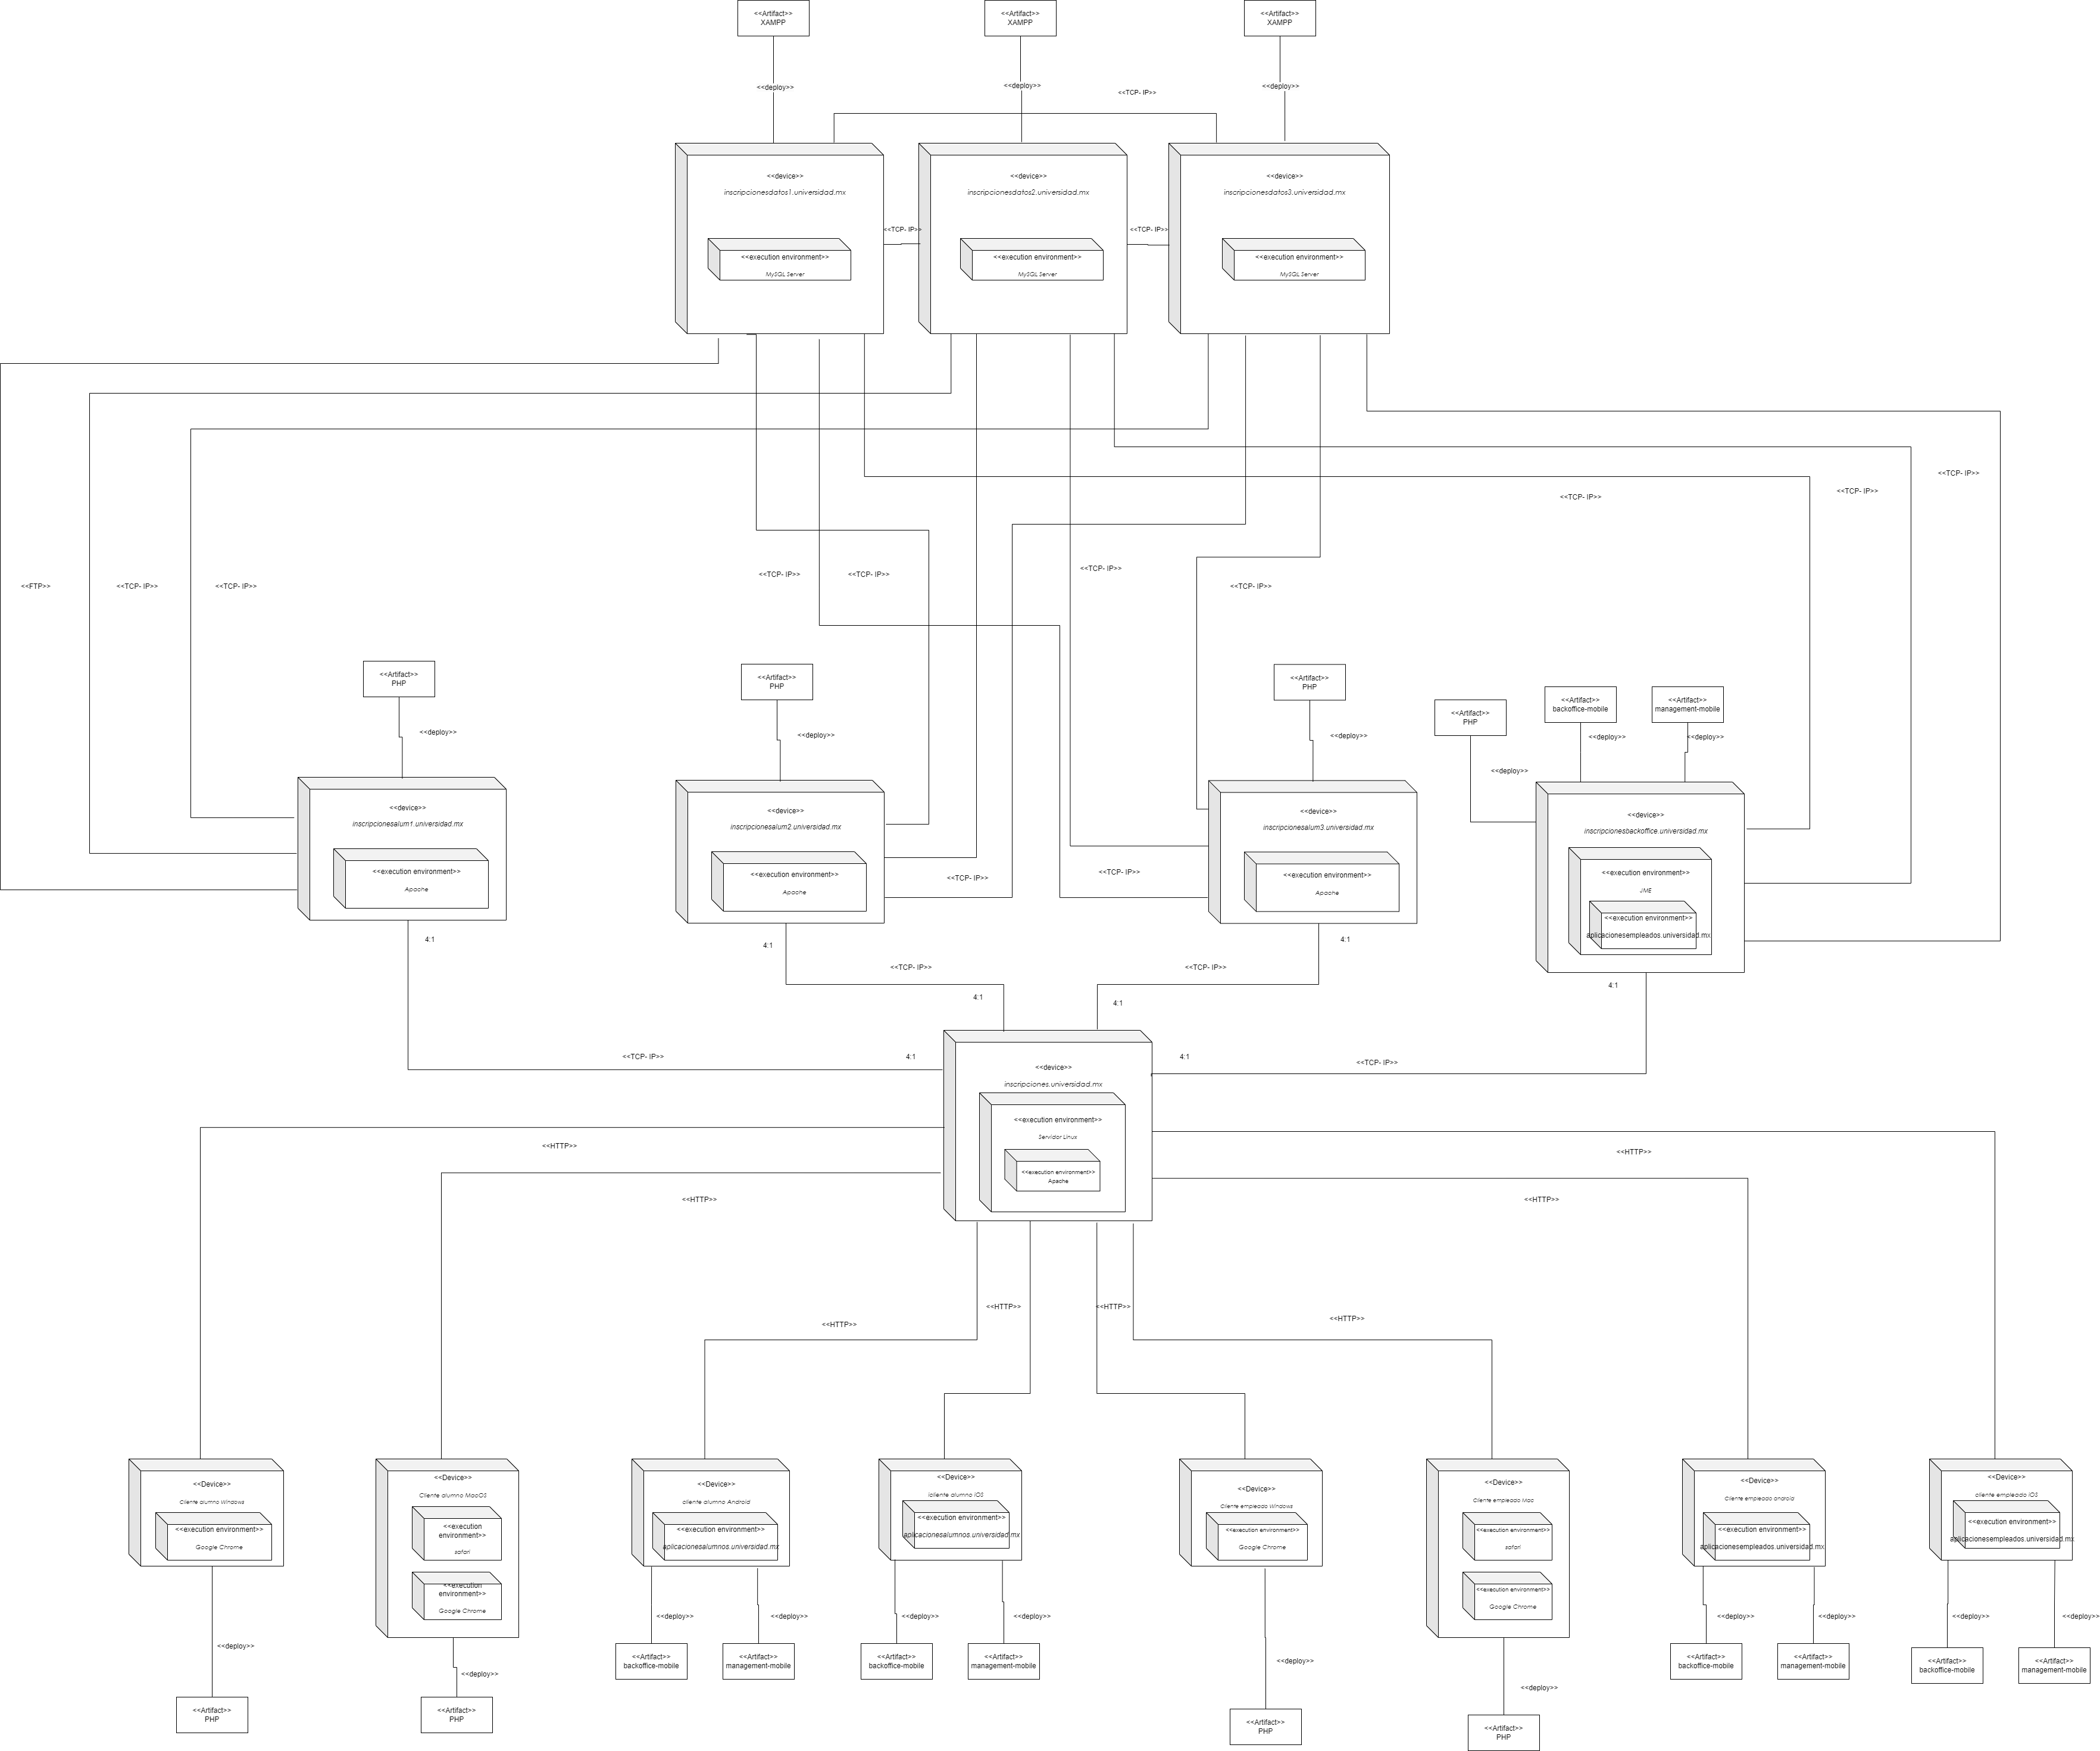 <<Artifact>>
XAMPP
<<Artifact>>
XAMPP
<<Artifact>>
XAMPP
<<deploy>>
<<deploy>>
<<deploy>>
<<TCP- IP>>
<<device>>
inscripcionesdatos1.universidad.mx
<<device>>
inscripcionesdatos2.universidad.mx
<<device>>
inscripcionesdatos3.universidad.mx
<<TCP- IP>>
<<TCP- IP>>
<<execution environment>>
MySQL Server
<<execution environment>>
MySQL Server
<<execution environment>>
MySQL Server
<<TCP- IP>>
<<TCP- IP>>
<<TCP- IP>>
<<FTP>>
<<TCP- IP>>
<<TCP- IP>>
<<TCP- IP>>
<<TCP- IP>>
<<TCP- IP>>
<<TCP- IP>>
<<Artifact>>
PHP
<<Artifact>>
PHP
<<Artifact>>
PHP
<<Artifact>>
PHP
<<Artifact>>
backoffice-mobile
<<Artifact>>
management-mobile
<<deploy>>
<<deploy>>
<<deploy>>
<<deploy>>
<<deploy>>
<<deploy>>
<<device>>
inscripcionesalum1.universidad.mx
<<execution environment>>
Apache
<<device>>
inscripcionesalum2.universidad.mx
<<execution environment>>
Apache
<<TCP- IP>>
<<TCP- IP>>
<<device>>
inscripcionesalum3.universidad.mx
<<execution environment>>
Apache
<<device>>
inscripcionesbackoffice.universidad.mx
<<execution environment>>
JME
<<execution environment>>
aplicacionesempleados.universidad.mx
4:1
4:1
4:1
4:1
<<TCP- IP>>
<<TCP- IP>>
4:1
4:1
<<TCP- IP>>
4:1
4:1
<<TCP- IP>>
<<device>>
inscripciones.universidad.mx
<<execution environment>>
Servidor Linux
<<execution environment>>
Apache
<<HTTP>>
<<HTTP>>
<<HTTP>>
<<HTTP>>
<<HTTP>>
<<HTTP>>
<<HTTP>>
<<HTTP>>
<<Device>>
Cliente alumno Windows
<<execution environment>>
Google Chrome
<<Device>>
Cliente alumno MacOS
<<execution
environment>>
safari
<<execution
environment>>
Google Chrome
<<Device>>
cliente alumno Android
<<execution environment>>
aplicacionesalumnos.universidad.mx
<<Device>>
lcliente alumno iOS
<<execution environment>>
aplicacionesalumnos.universidad.mx
<<Device>>
Cliente empleado Windows
<<execution environment>>
Google Chrome
<<Device>>
Cliente empleado Mac
<<execution environment>>
safari
<<execution environment>>
Google Chrome
<<Device>>
Cliente empleado android
<<execution environment>>
aplicacionesempleados.universidad.mx
<<Device>>
cliente empleado iOS
<<execution environment>>
aplicacionesempleados.universidad.mx
<<deploy>>
<<deploy>>
<<deploy>>
<<deploy>>
<<deploy>>
<<deploy>>
<<deploy>>
<<deploy>>
<<deploy>>
<<deploy>>
<<deploy>>
<<deploy>>
<<Artifact>>
backoffice-mobile
<<Artifact>>
management-mobile
<<Artifact>>
backoffice-mobile
<<Artifact>>
management-mobile
<<Artifact>>
backoffice-mobile
<<Artifact>>
management-mobile
<<Artifact>>
backoffice-mobile
<<Artifact>>
management-mobile
<<Artifact>>
PHP
<<Artifact>>
PHP
<<Artifact>>
PHP
<<Artifact>>
PHP